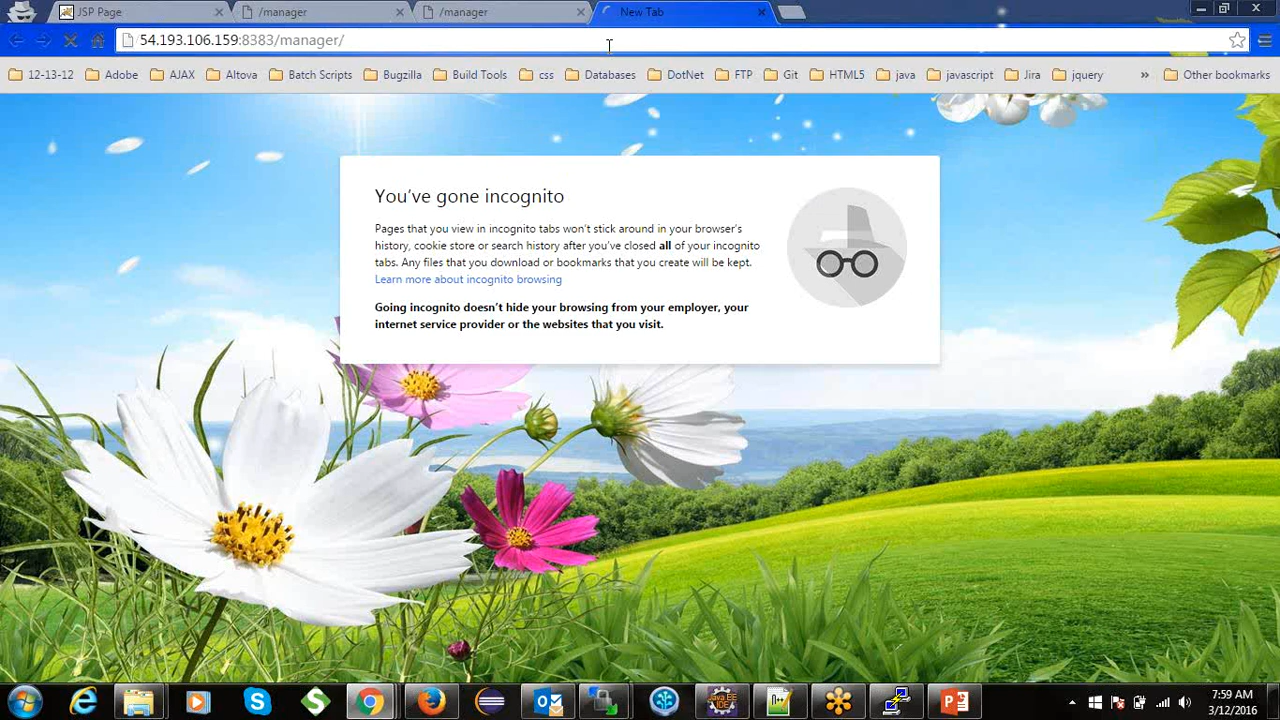 JSP Page
/manager
/manager
New Tab
54.193.106.159:8383/manager/
12-13-12 Adobe AJAX Altova Batch Scripts Bugzilla Build Tools css Databases DotNet FTP Git HTML5 java javascript Jira jquery » Other bookmarks
You've gone incognito
Pages that you view in incognito tabs won't stick around in your browser's
history, cookie store or search history after you've closed all of your incognito
tabs. Any files that you download or bookmarks that you create will be kept.
Learn more about incognito browsing
Going incognito doesn't hide your browsing from your employer, your
internet service provider or the websites that you visit.
Java EE
IDE
7:59 AM
3/12/2016